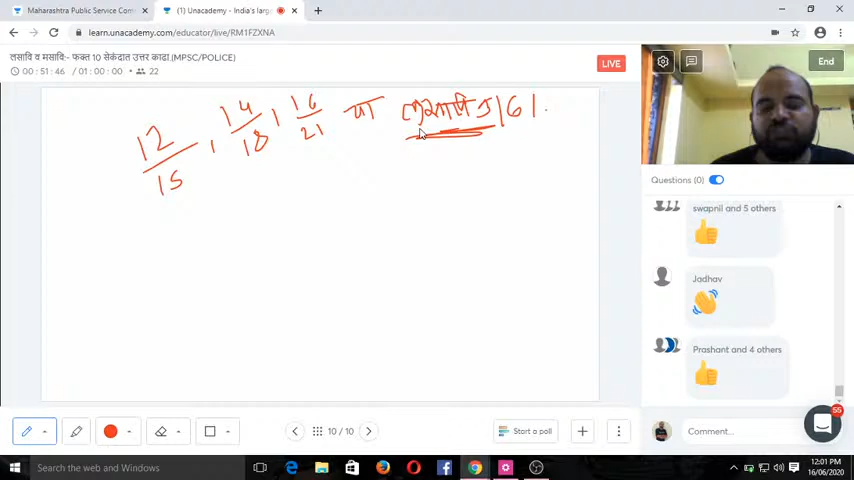 Maharashtra Public Service Com
(1) Unacademy - India's larg
learn.unacademy.com/educator/live/RM1FZXNA
लसावि व मसावि:- फक्त 10 सेकंदात उत्तर काढा.(MPSC/POLICE)
00:51:46 / 01:00:00 • 22
LIVE
End
12/15 , 14/18 , 16/21 चा
Questions (0)
swapnil and 5 others
Jadhav
Prashant and 4 others
10 / 10
Start a poll
Comment...
55
Search the web and Windows
12:01 PM
16/06/2020